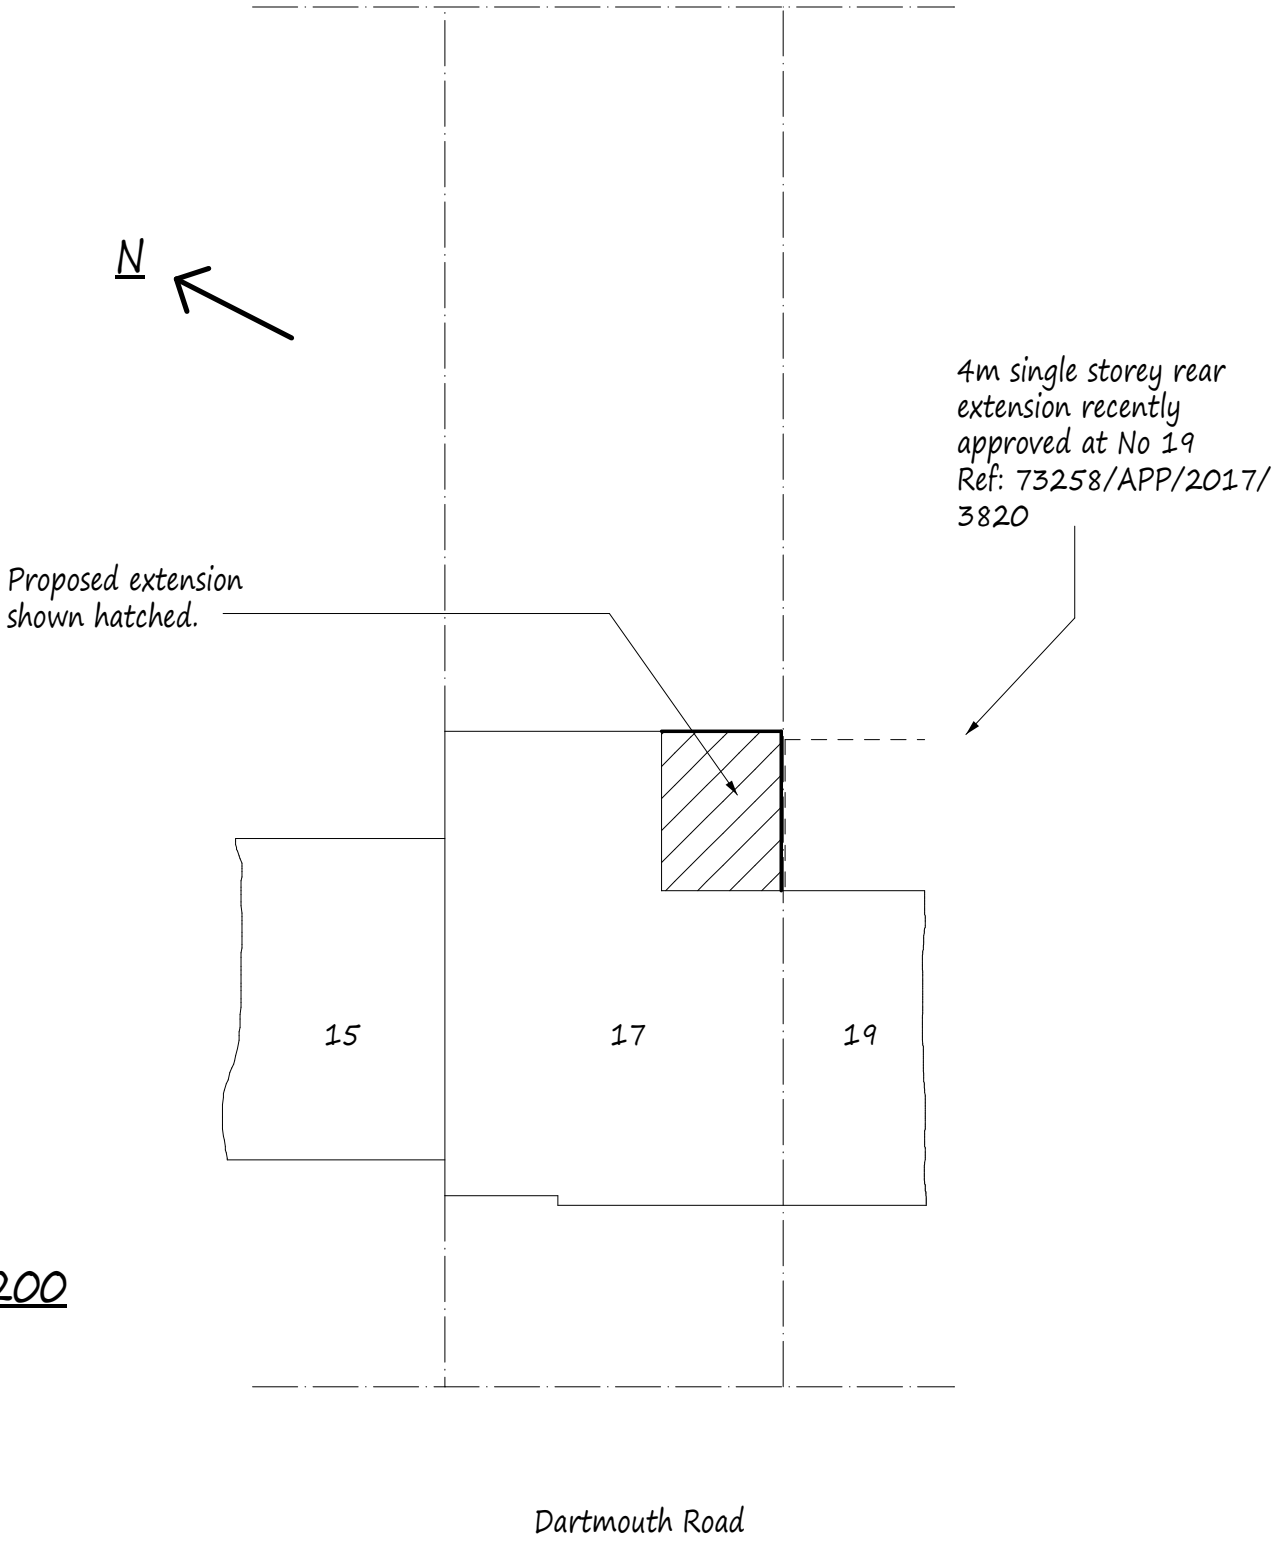 N
4m single storey rear
extension recently
approved at No 19
Ref: 73258/APP/2017/
3820
Proposed extension
shown hatched.
15
17
19
200
Dartmouth Road